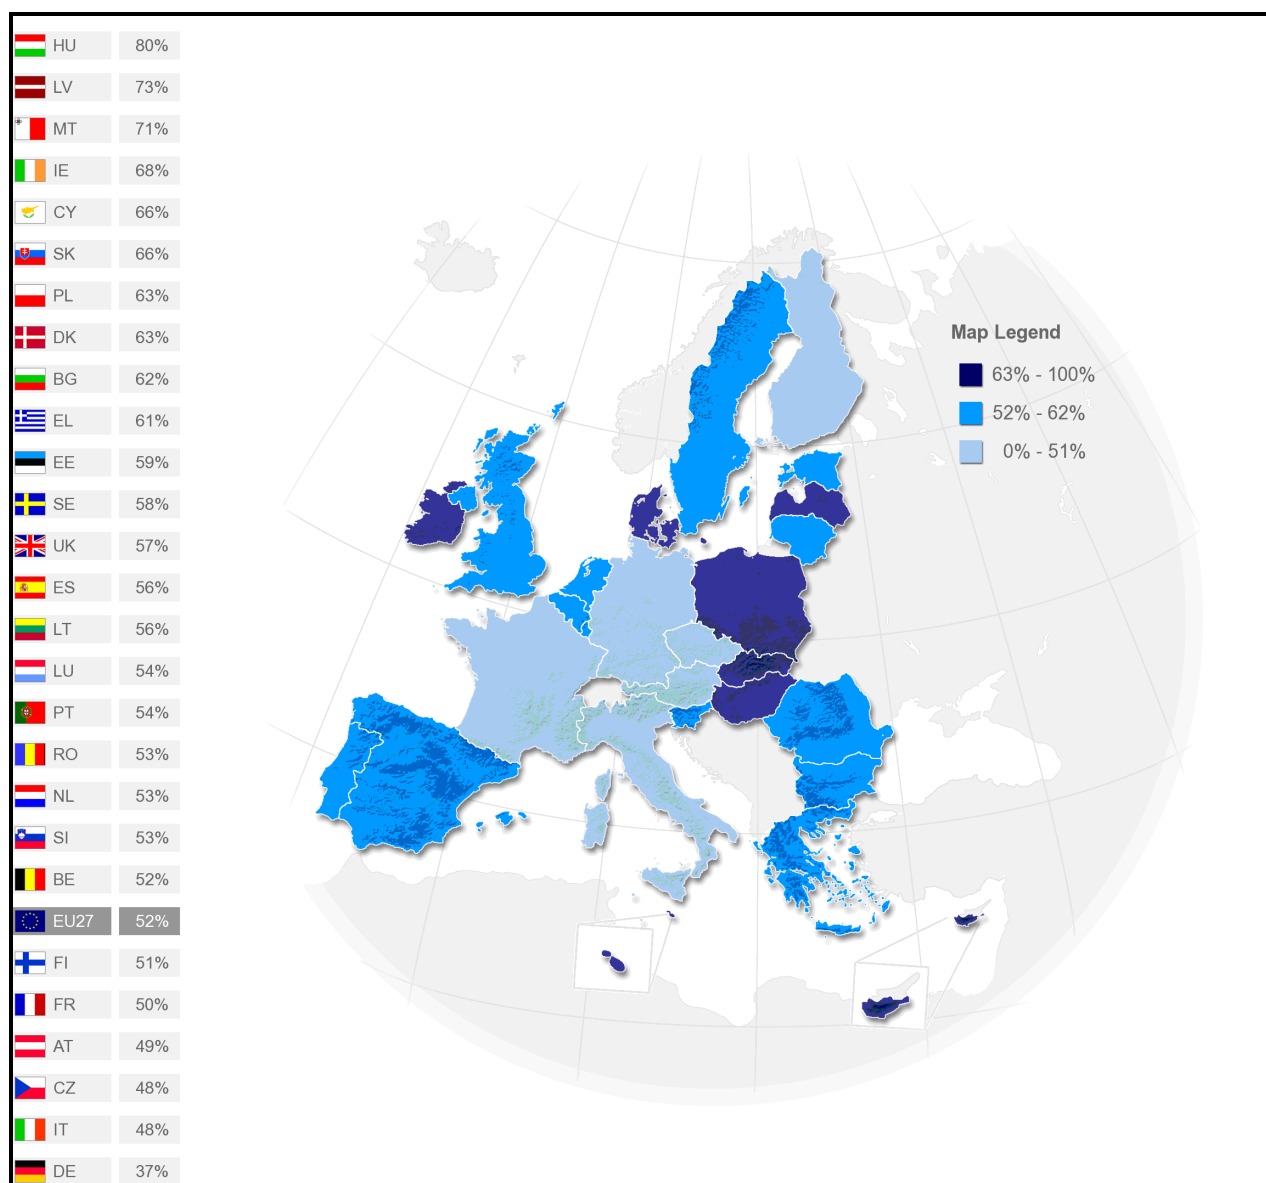 HU 80%
LV 73%
MT 71%
IE 68%
CY 66%
SK 66%
PL 63%
DK 63%
BG 62%
EL 61%
EE 59%
SE 58%
UK 57%
ES 56%
LT 56%
LU 54%
PT 54%
RO 53%
NL 53%
SI 53%
BE 52%
EU27 52%
FI 51%
FR 50%
AT 49%
CZ 48%
IT 48%
DE 37%
Map Legend
63% - 100%
52% - 62%
0% - 51%